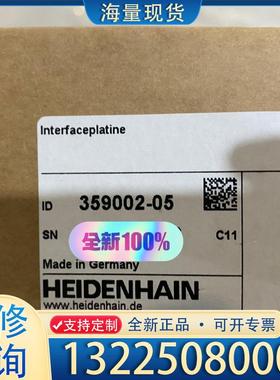 海量现货
Interfaceplatine
ID 359002-05
SN C11
全新100%
Made in Germany
HEIDENHAIN
www.heidenhain.de
修
询
支持定制 全新正品 可开专票
13225080000